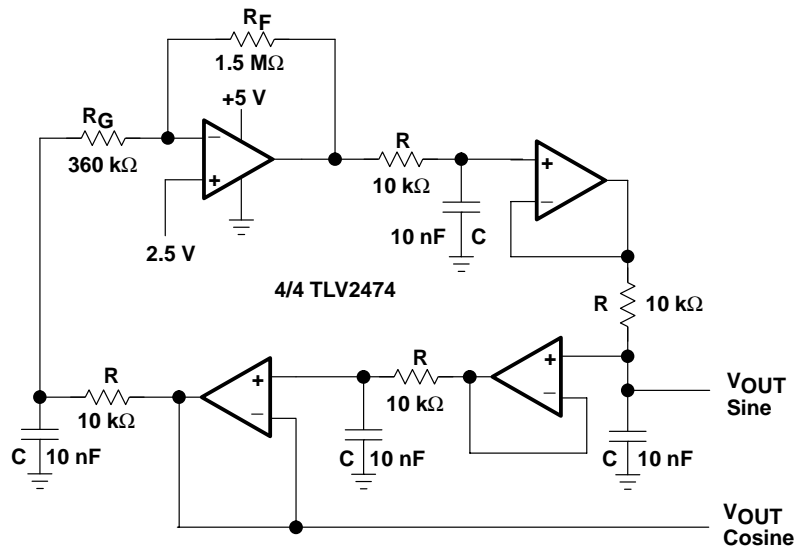 RF
1.5 MΩ
+5 V
RG
360 kΩ
−
+
2.5 V
R
10 kΩ
10 nF C
+
−
4/4 TLV2474
R 10 kΩ
+
−
R
10 kΩ
+
−
R
10 kΩ
VOUT
Sine
C 10 nF
C 10 nF
C 10 nF
VOUT
Cosine